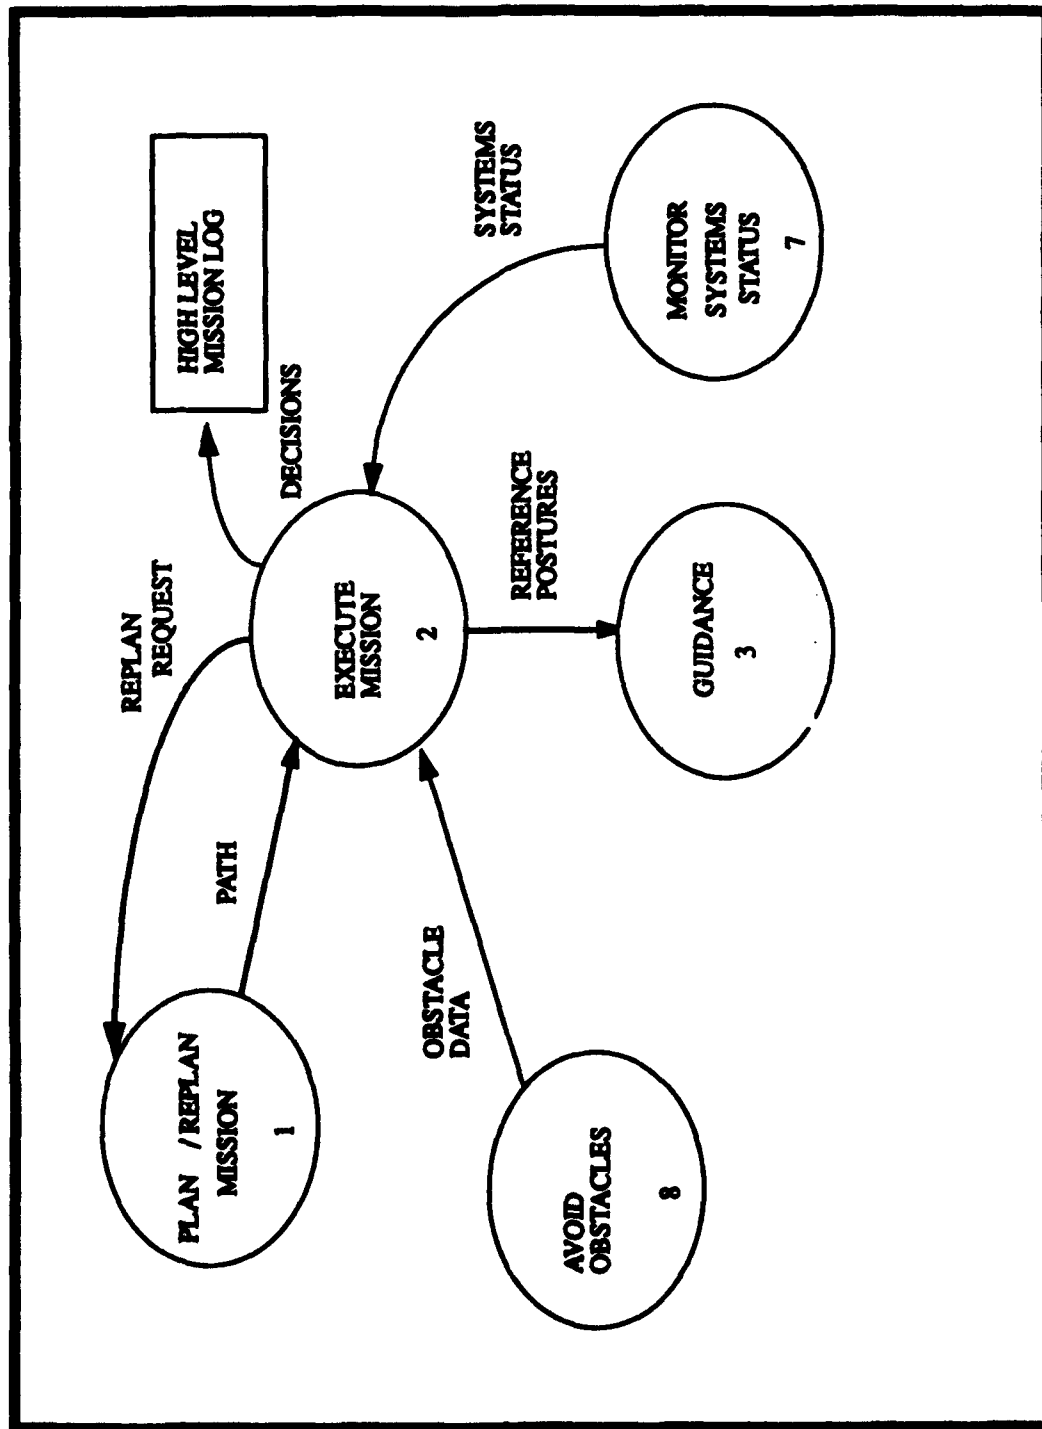 REPLAN
REQUEST
HIGH LEVEL
MISSION LOG
PLAN / REPLAN
MISSION
1
PATH
DECISIONS
EXECUTE
MISSION
2
SYSTEMS
STATUS
OBSTACLE
DATA
REFERENCE
POSTURES
AVOID
OBSTACLES
8
GUIDANCE
3
MONITOR
SYSTEMS
STATUS
7